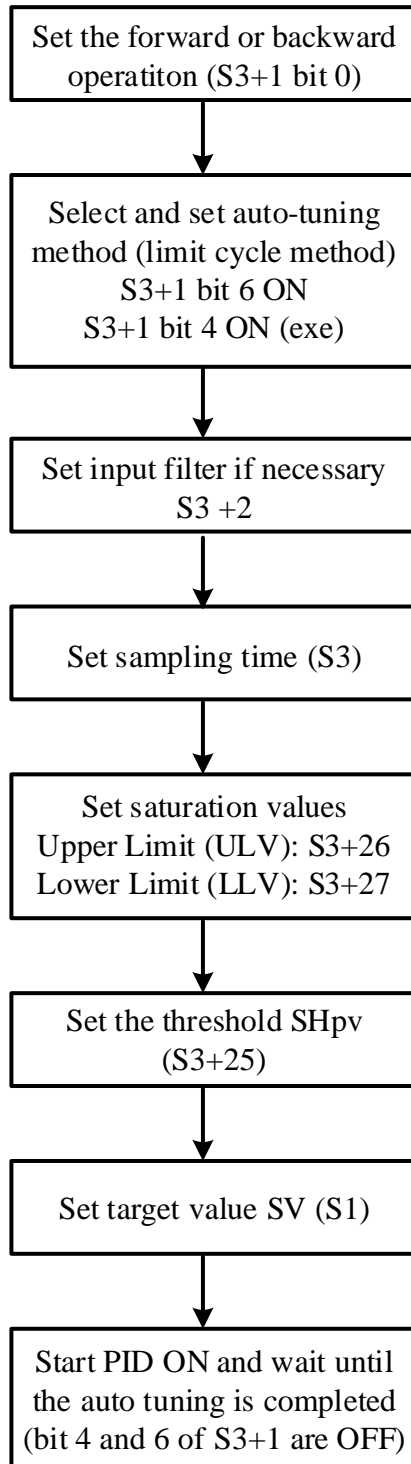 Set the forward or backward
operatiton (S3+1 bit 0)
Select and set auto-tuning
method (limit cycle method)
S3+1 bit 6 ON
S3+1 bit 4 ON (exe)
Set input filter if necessary
S3 +2
Set sampling time (S3)
Set saturation values
Upper Limit (ULV): S3+26
Lower Limit (LLV): S3+27
Set the threshold SHpv
(S3+25)
Set target value SV (S1)
Start PID ON and wait until
the auto tuning is completed
(bit 4 and 6 of S3+1 are OFF)